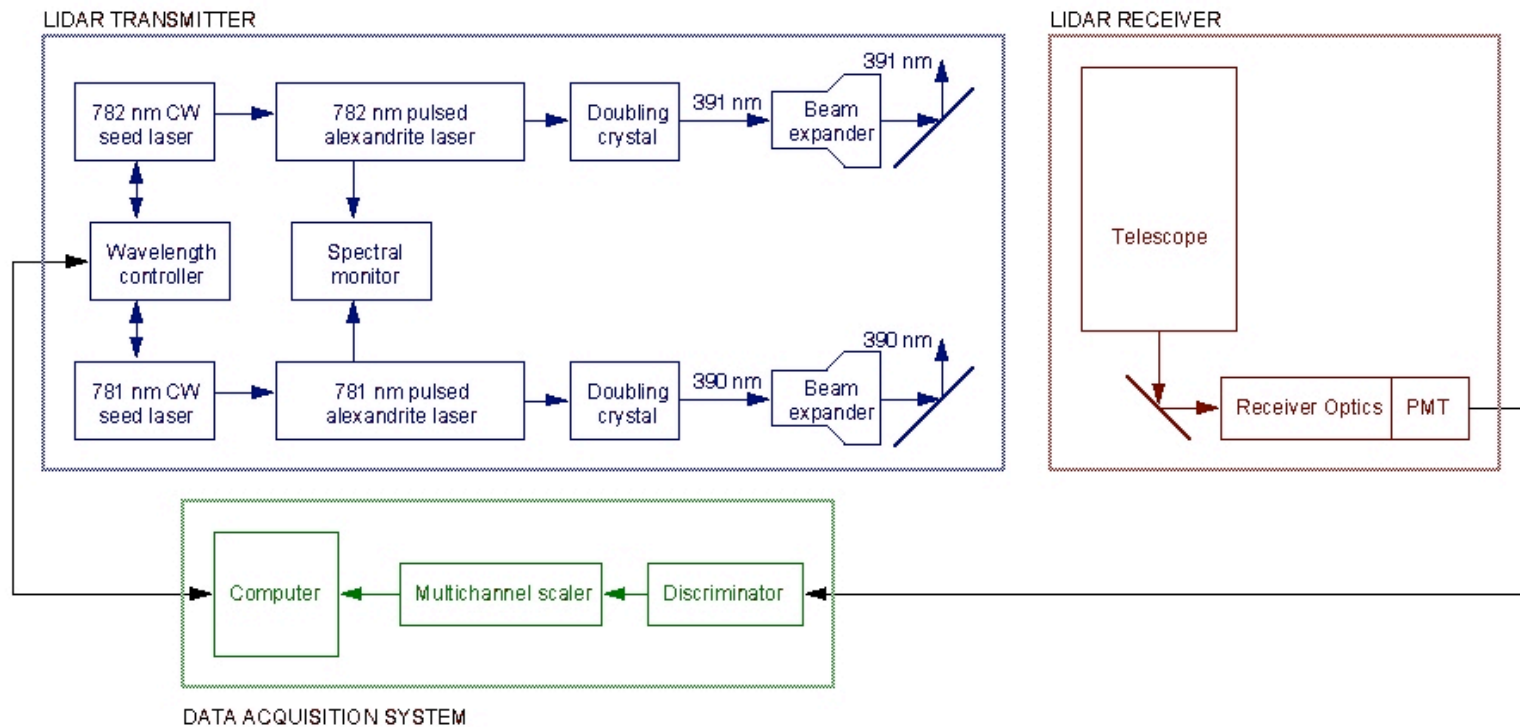 LIDAR TRANSMITTER
782 nm CW
seed laser
782 nm pulsed
alexandrite laser
Doubling
crystal
391 nm
Beam
expander
391 nm
Wavelength
controller
Spectral
monitor
781 nm CW
seed laser
781 nm pulsed
alexandrite laser
Doubling
crystal
390 nm
Beam
expander
390 nm
LIDAR RECEIVER
Telescope
Receiver Optics
PMT
Computer
Multichannel scaler
Discriminator
DATA ACQUISITION SYSTEM